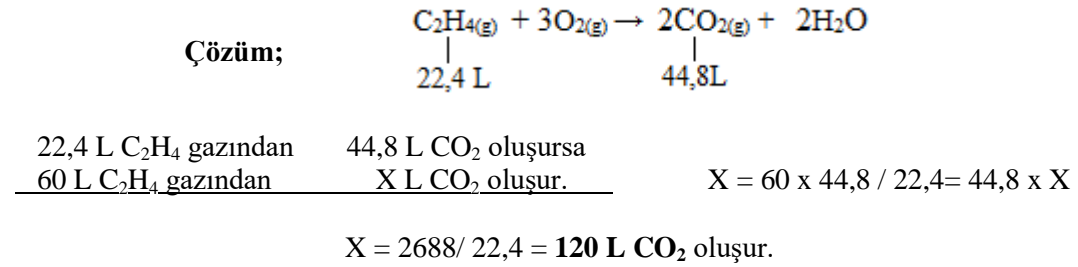 C₂H₄(g) + 3O₂(g) → 2CO₂(g) + 2H₂O
Çözüm;
22,4 L 44,8L
22,4 L C₂H₄ gazından 44,8 L CO₂ oluşursa
60 L C₂H₄ gazından X L CO₂ oluşur. X = 60 x 44,8 / 22,4= 44,8 x X
X = 2688/ 22,4 = 120 L CO₂ oluşur.